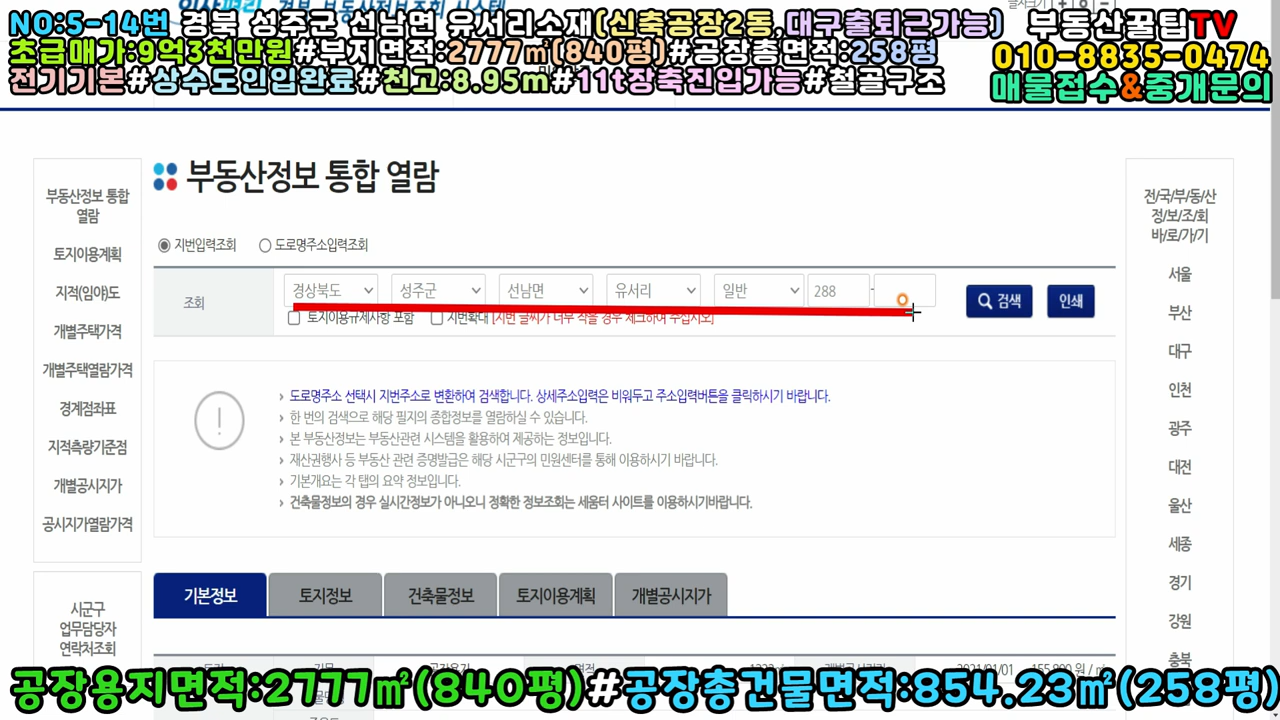 NO:5-14번 경북 성주군 선남면 유서리소재(신축공장2동,대구출퇴근가능) 부동산꿀팁TV
초급매가:9억3천만원#부지면적:2777㎡(840평)#공장총면적:258평 010-8835-0474
전기기본#상수도인입완료#천고:8.95m#11t장축진입가능#철골구조 매물접수&중개문의
부동산정보 통합 열람
부동산정보 통합
열람
토지이용계획
지적(임야)도
개별주택가격
개별주택열람가격
경계점좌표
지적측량기준점
개별공시지가
공시지가열람가격
시군구
업무담당자
연락처조회
지번입력조회 도로명주소입력조회
조회 경상북도 성주군 선남면 유서리 일반 288 - 검색 인쇄
토지이용규제사항 포함 지번확대 [지번 글씨가 너무 작을 경우 체크하여 주십시오]
› 도로명주소 선택시 지번주소로 변환하여 검색합니다. 상세주소입력은 비워두고 주소입력버튼을 클릭하시기 바랍니다.
› 한 번의 검색으로 해당 필지의 종합정보를 열람하실 수 있습니다.
› 본 부동산정보는 부동산관련 시스템을 활용하여 제공하는 정보입니다.
› 재산권행사 등 부동산 관련 증명발급은 해당 시군구의 민원센터를 통해 이용하시기 바랍니다.
› 기본개요는 각 탭의 요약 정보입니다.
› 건축물정보의 경우 실시간정보가 아니오니 정확한 정보조회는 세움터 사이트를 이용하시기바랍니다.
기본정보 토지정보 건축물정보 토지이용계획 개별공시지가
전/국/부/동/산
정/보/조/회
바/로/가/기
서울
부산
대구
인천
광주
대전
울산
세종
경기
강원
충북
공장용지면적:2777㎡(840평)#공장총건물면적:854.23㎡(258평)